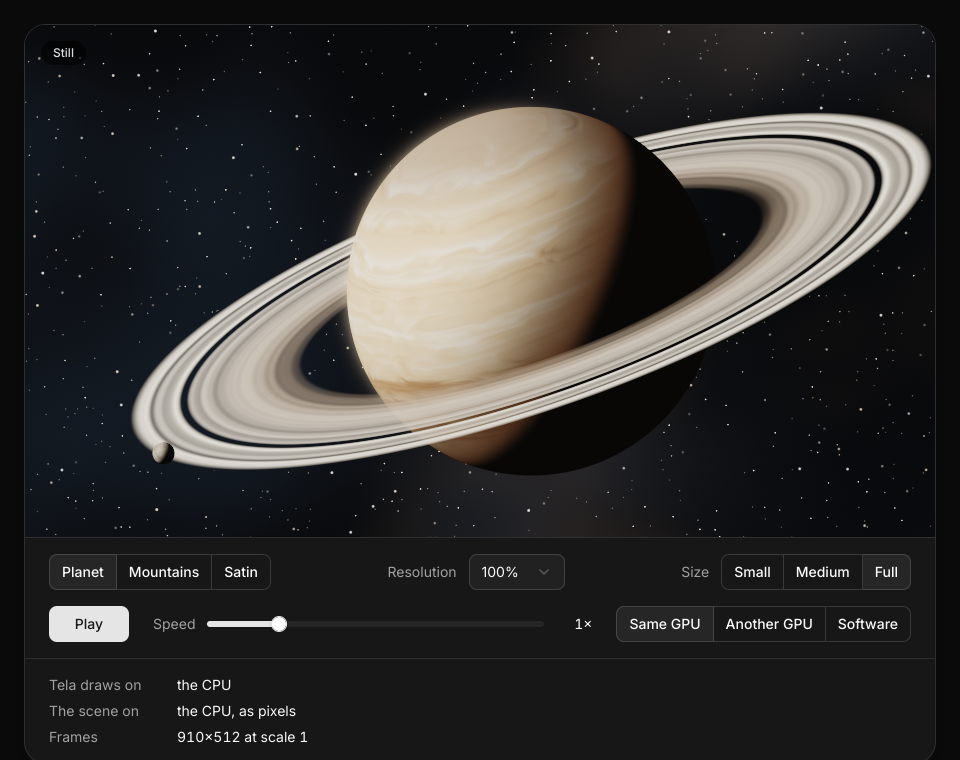 Still
Planet Mountains Satin Resolution 100% Size Small Medium Full
Play Speed 1× Same GPU Another GPU Software
Tela draws on the CPU
The scene on the CPU, as pixels
Frames 910×512 at scale 1